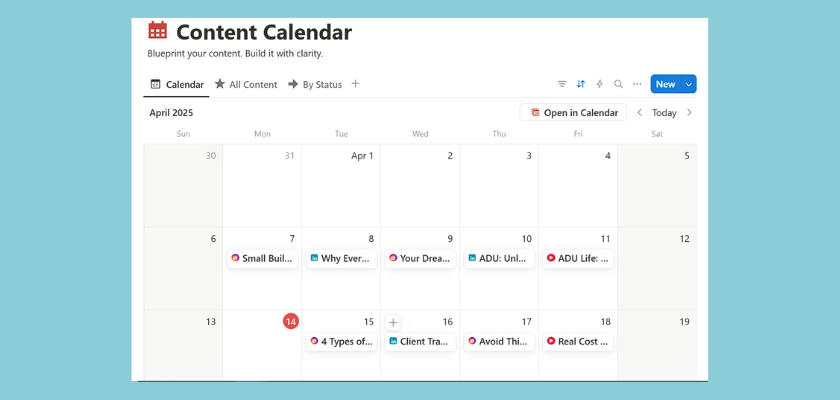 Content Calendar
Blueprint your content. Build it with clarity.
Calendar All Content By Status +
New
April 2025
Open in Calendar < Today >
Sun Mon Tue Wed Thu Fri Sat
30 31 Apr 1 2 3 4 5
6 7 8 9 10 11 12
Small Buil... Why Ever... Your Drea... ADU: Unl... ADU Life: ...
13 14 15 + 16 17 18 19
4 Types of... Client Tra... Avoid Thi... Real Cost ...